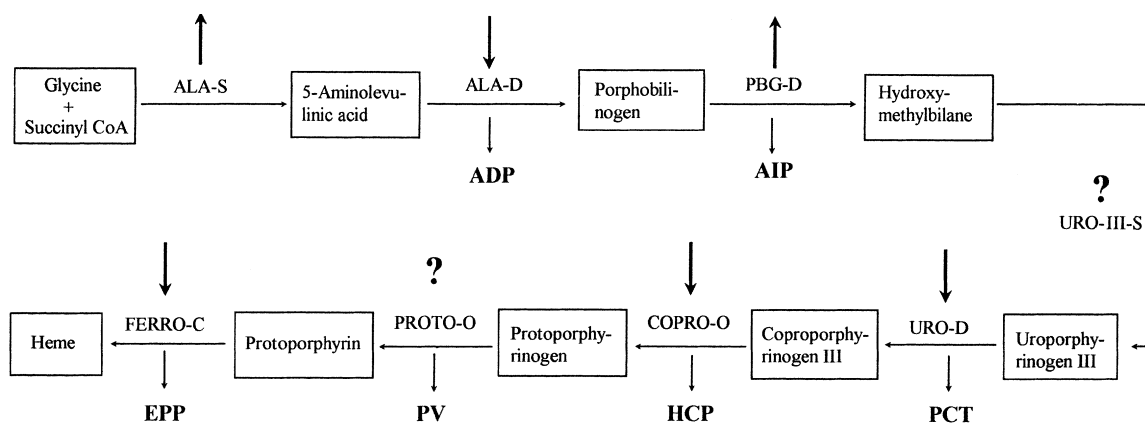 Glycine
+
Succinyl CoA
ALA-S
5-Aminolevu-
linic acid
ALA-D
ADP
Porphobili-
nogen
PBG-D
AIP
Hydroxy-
methylbilane
?
URO-III-S
Heme
FERRO-C
EPP
Protoporphyrin
?
PROTO-O
PV
Protoporphy-
rinogen
COPRO-O
HCP
Coproporphy-
rinogen III
URO-D
PCT
Uroporphy-
rinogen III